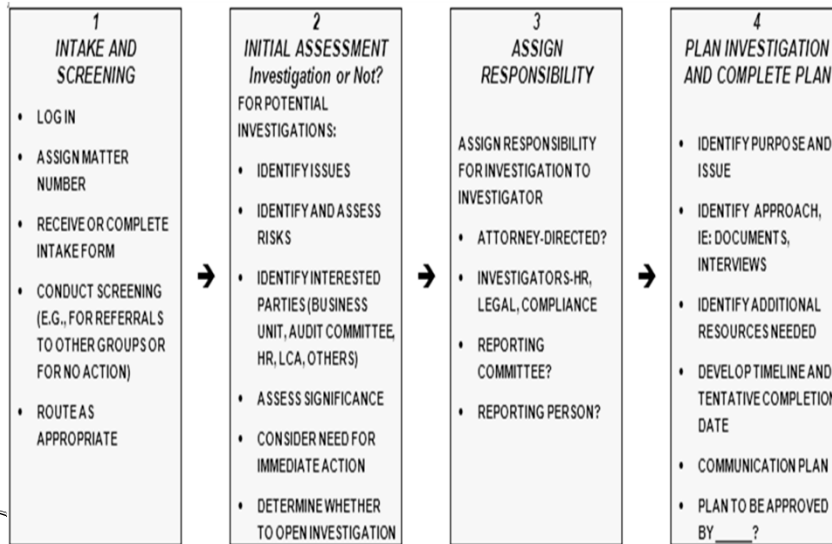 1
INTAKE AND
SCREENING
• LOG IN
• ASSIGN MATTER
NUMBER
• RECEIVE OR COMPLETE
INTAKE FORM
• CONDUCT SCREENING
(E.G., FOR REFERRALS
TO OTHER GROUPS OR
FOR NO ACTION)
• ROUTE AS
APPROPRIATE
2
INITIAL ASSESSMENT
Investigation or Not?
FOR POTENTIAL
INVESTIGATIONS:
• IDENTIFY ISSUES
• IDENTIFY AND ASSESS
RISKS
• IDENTIFY INTERESTED
PARTIES (BUSINESS
UNIT, AUDIT COMMITTEE,
HR, LCA, OTHERS)
• ASSESS SIGNIFICANCE
• CONSIDER NEED FOR
IMMEDIATE ACTION
• DETERMINE WHETHER
TO OPEN INVESTIGATION
3
ASSIGN
RESPONSIBILITY
ASSIGN RESPONSIBILITY
FOR INVESTIGATION TO
INVESTIGATOR
• ATTORNEY-DIRECTED?
• INVESTIGATORS-HR,
LEGAL, COMPLIANCE
• REPORTING
COMMITTEE?
• REPORTING PERSON?
4
PLAN INVESTIGATION
AND COMPLETE PLAN
• IDENTIFY PURPOSE AND
ISSUE
• IDENTIFY APPROACH,
IE: DOCUMENTS,
INTERVIEWS
• IDENTIFY ADDITIONAL
RESOURCES NEEDED
• DEVELOP TIMELINE AND
TENTATIVE COMPLETION
DATE
• COMMUNICATION PLAN
• PLAN TO BE APPROVED
BY_____?